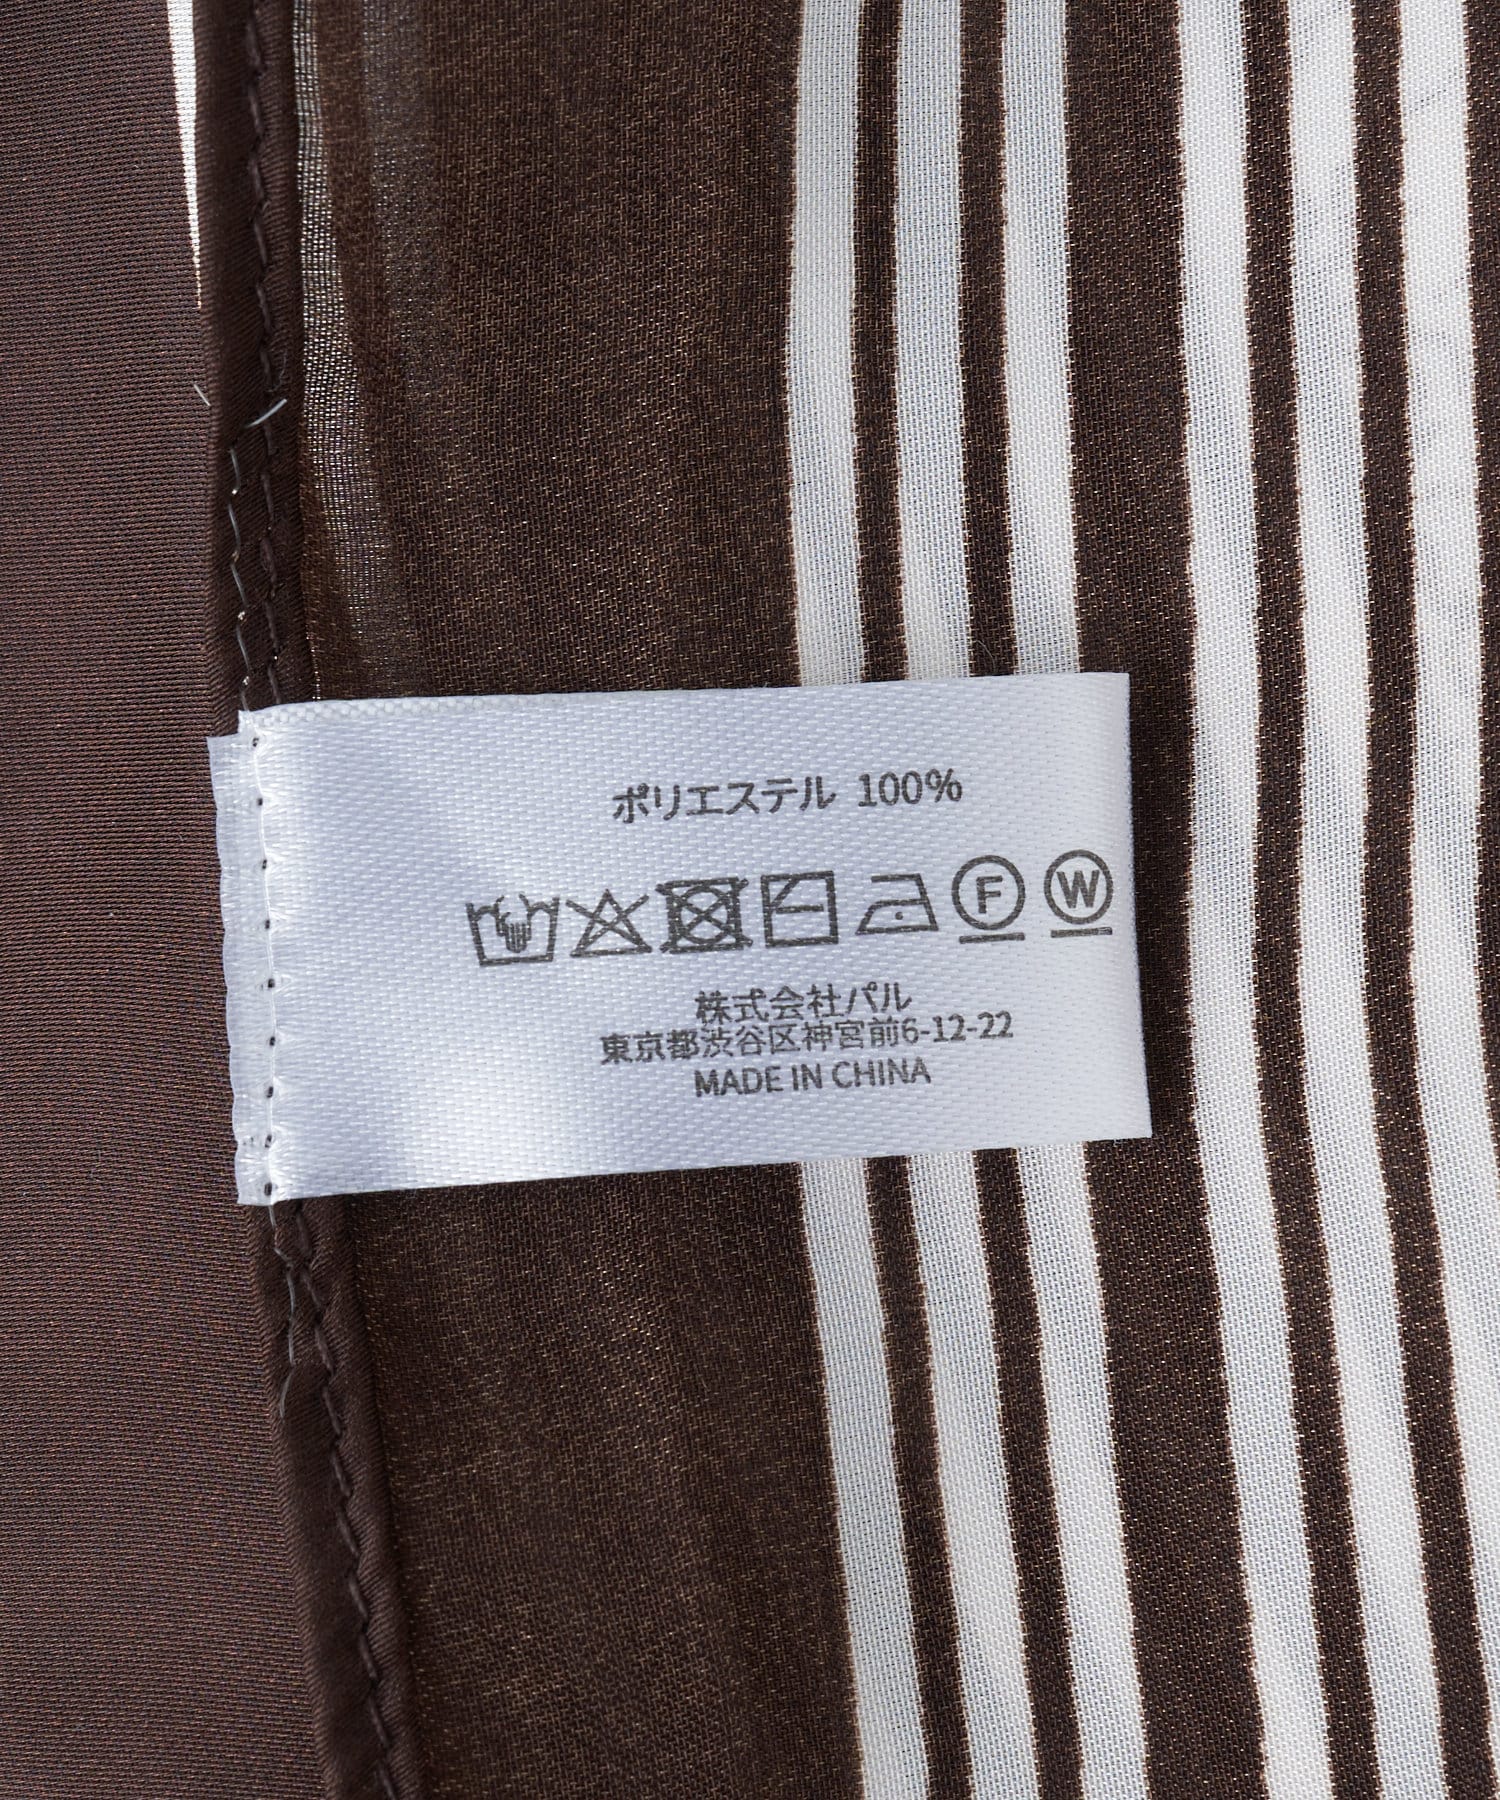 ポリエステル 100%
F W
株式会社パル
東京都渋谷区神宮前6-12-22
MADE IN CHINA